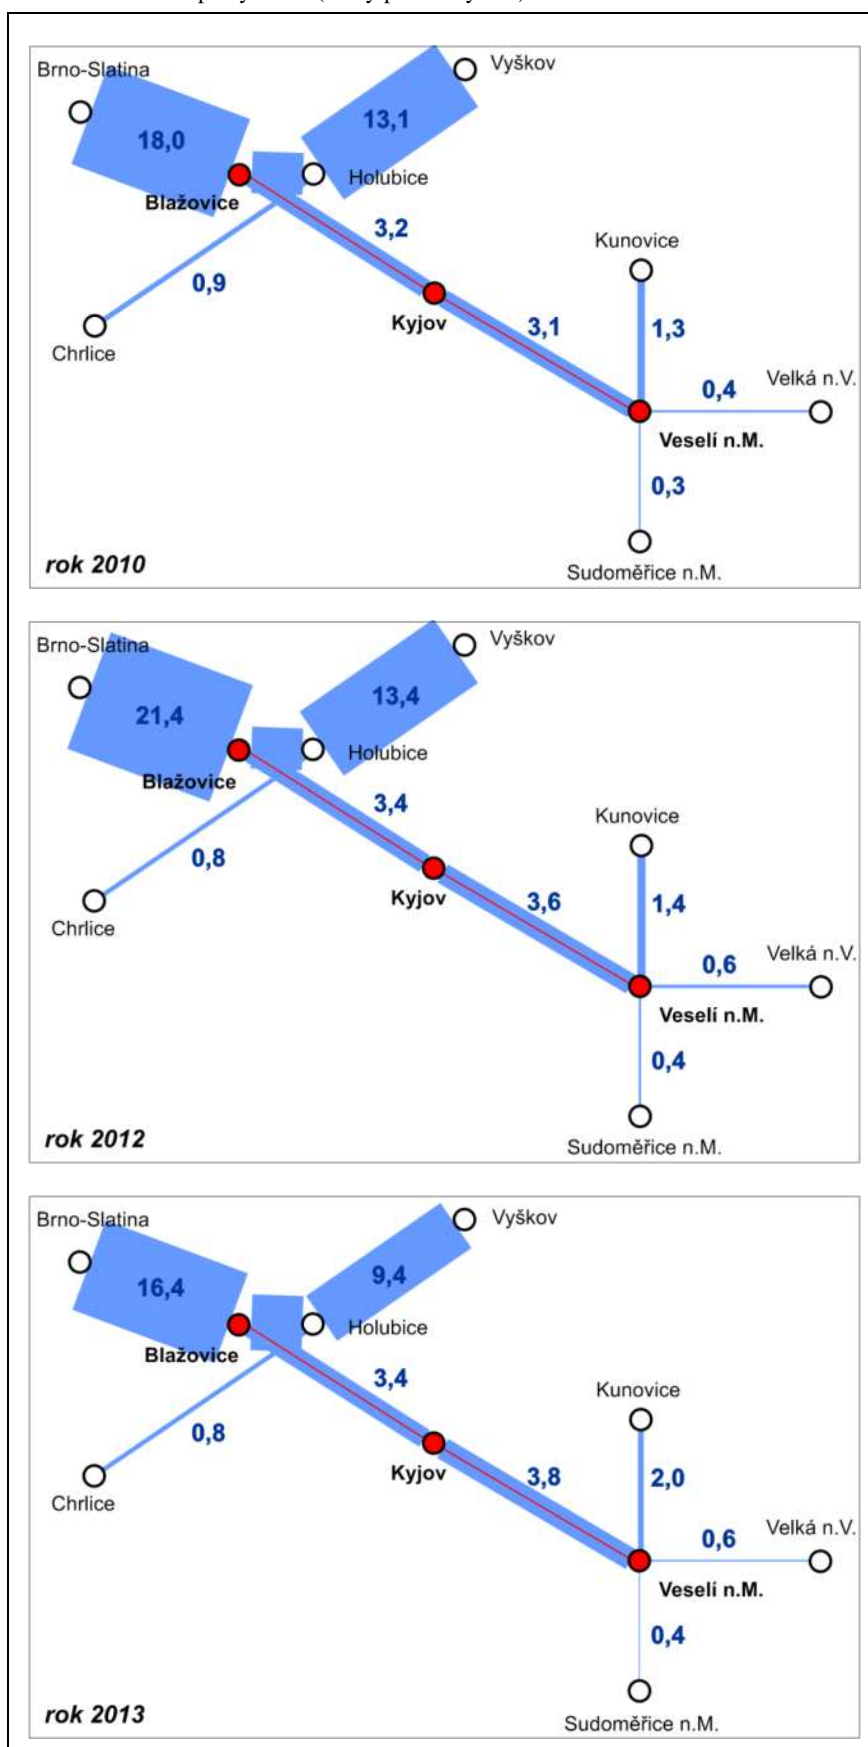 Brno-Slatina
Vyškov
18,0
13,1
Blažovice
Holubice
3,2
0,9
Kunovice
Kyjov
3,1
1,3
Chrlice
Velká n.V.
0,4
Veselí n.M.
0,3
rok 2010
Sudoměřice n.M.
Brno-Slatina
Vyškov
21,4
13,4
Blažovice
Holubice
3,4
0,8
Kunovice
Kyjov
3,6
1,4
Chrlice
Velká n.V.
0,6
Veselí n.M.
0,4
rok 2012
Sudoměřice n.M.
Brno-Slatina
Vyškov
16,4
9,4
Blažovice
Holubice
3,4
0,8
Kunovice
Kyjov
3,8
2,0
Chrlice
Velká n.V.
0,6
Veselí n.M.
0,4
rok 2013
Sudoměřice n.M.